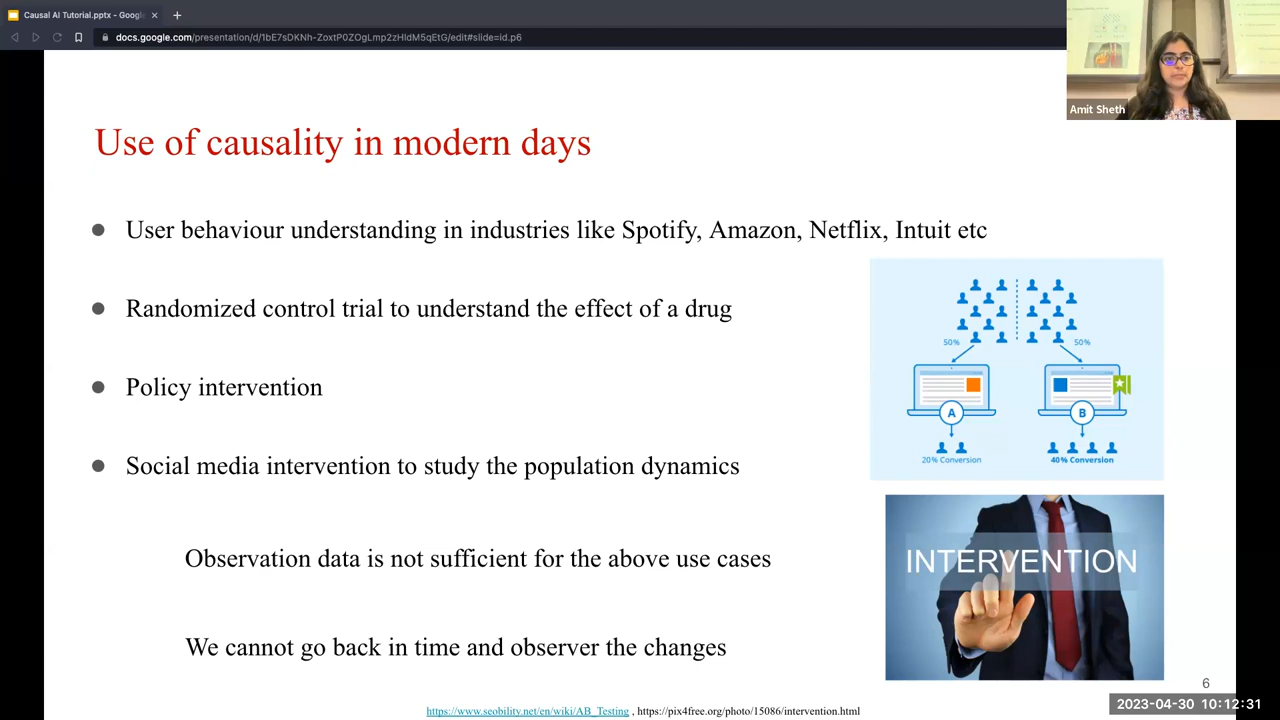 Causal AI Tutorial.pptx - Googl
docs.google.com/presentation/d/1bE7sDKNh-ZoxtP0ZOgLmp2zzHldM5qEtG/edit#slide=id.p6
Amit Sheth
Use of causality in modern days
User behaviour understanding in industries like Spotify, Amazon, Netflix, Intuit etc
Randomized control trial to understand the effect of a drug
Policy intervention
Social media intervention to study the population dynamics
50% 50%
A B
20% Conversion 40% Conversion
Observation data is not sufficient for the above use cases
INTERVENTION
We cannot go back in time and observer the changes
6
2023-04-30 10:12:31
https://www.seobility.net/en/wiki/AB_Testing , https://pix4free.org/photo/15086/intervention.html